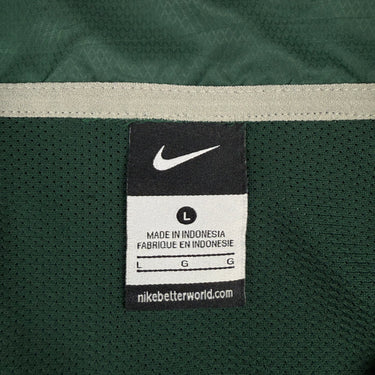 L
MADE IN INDONESIA
FABRIQUE EN INDONESIE
L G G
nikebetterworld.com